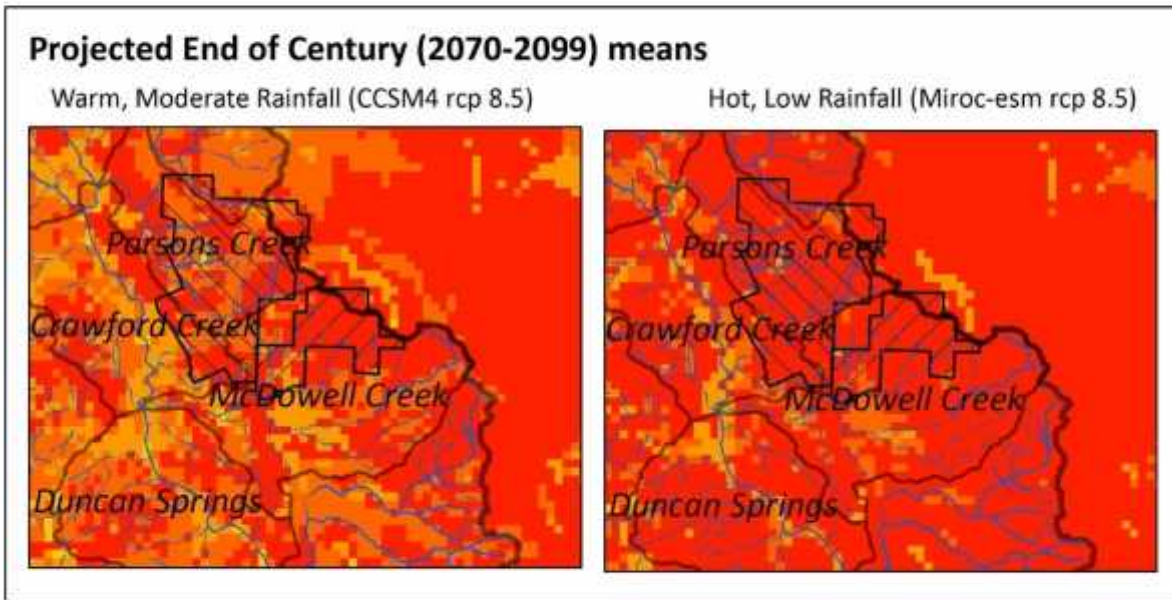 Projected End of Century (2070-2099) means
Warm, Moderate Rainfall (CCSM4 rcp 8.5)
Hot, Low Rainfall (Miroc-esm rcp 8.5)
Parsons Creek
Crawford Creek
McDowell Creek
Duncan Springs
Parsons Creek
Crawford Creek
McDowell Creek
Duncan Springs